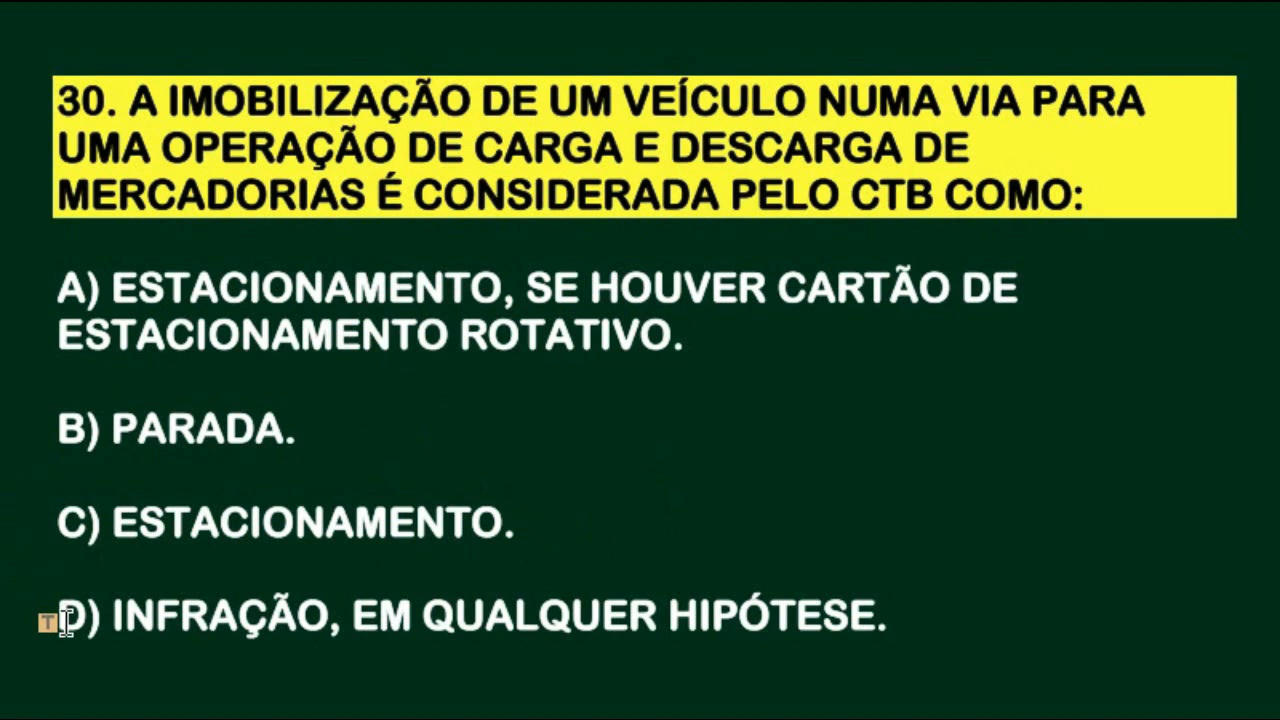 30. A IMOBILIZAÇÃO DE UM VEÍCULO NUMA VIA PARA
UMA OPERAÇÃO DE CARGA E DESCARGA DE
MERCADORIAS É CONSIDERADA PELO CTB COMO:
A) ESTACIONAMENTO, SE HOUVER CARTÃO DE
ESTACIONAMENTO ROTATIVO.
B) PARADA.
C) ESTACIONAMENTO.
T D) INFRAÇÃO, EM QUALQUER HIPÓTESE.